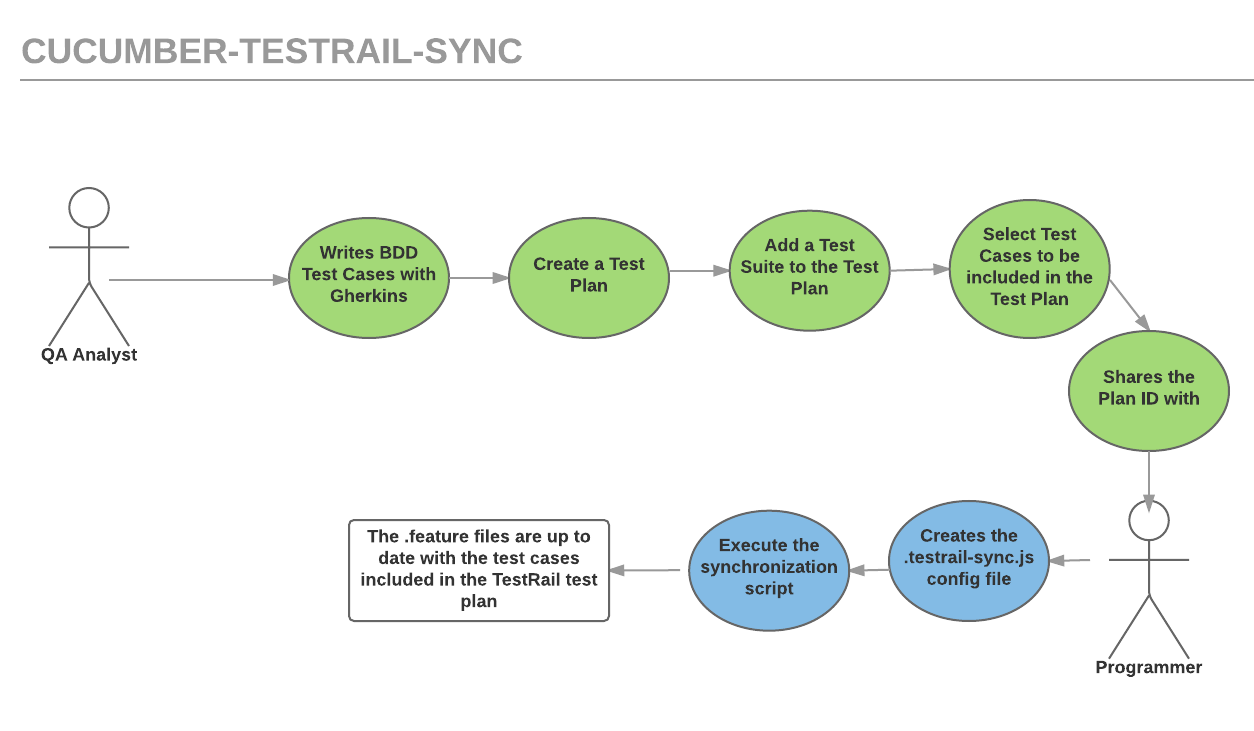 CUCUMBER-TESTRAIL-SYNC
QA Analyst
Writes BDD
Test Cases with
Gherkins
Create a Test
Plan
Add a Test
Suite to the Test
Plan
Select Test
Cases to be
included in the
Test Plan
Shares the
Plan ID with
Programmer
Creates the
.testrail-sync.js
config file
Execute the
synchronization
script
The .feature files are up to
date with the test cases
included in the TestRail test
plan